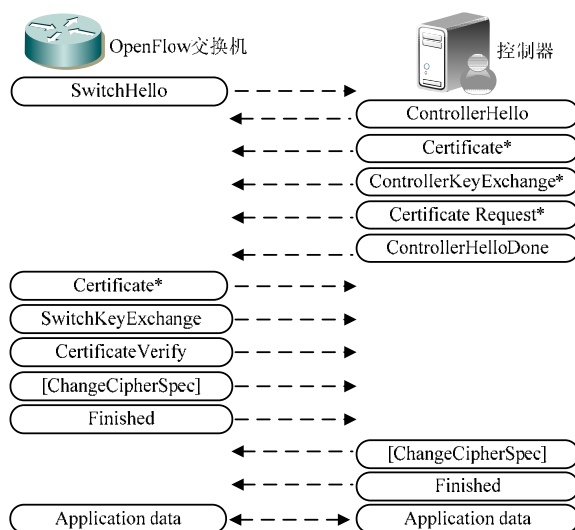 OpenFlow交换机
控制器
SwitchHello
ControllerHello
Certificate*
ControllerKeyExchange*
Certificate Request*
ControllerHelloDone
Certificate*
SwitchKeyExchange
CertificateVerify
[ChangeCipherSpec]
Finished
[ChangeCipherSpec]
Finished
Application data
Application data